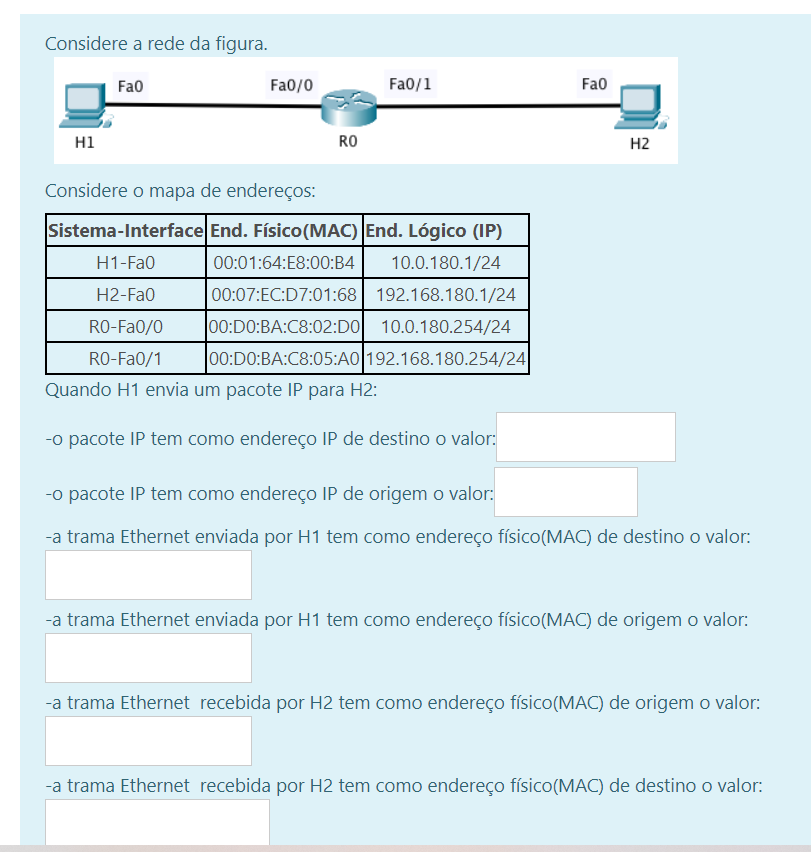 Considere a rede da figura.
Fa0 Fa0/0 Fa0/1 Fa0
H1 R0 H2
Considere o mapa de endereços:
Sistema-Interface End. Físico(MAC) End. Lógico (IP)
H1-Fa0 00:01:64:E8:00:B4 10.0.180.1/24
H2-Fa0 00:07:EC:D7:01:68 192.168.180.1/24
R0-Fa0/0 00:D0:BA:C8:02:D0 10.0.180.254/24
R0-Fa0/1 00:D0:BA:C8:05:A0 192.168.180.254/24
Quando H1 envia um pacote IP para H2:
-o pacote IP tem como endereço IP de destino o valor:
-o pacote IP tem como endereço IP de origem o valor:
-a trama Ethernet enviada por H1 tem como endereço físico(MAC) de destino o valor:
-a trama Ethernet enviada por H1 tem como endereço físico(MAC) de origem o valor:
-a trama Ethernet  recebida por H2 tem como endereço físico(MAC) de origem o valor:
-a trama Ethernet  recebida por H2 tem como endereço físico(MAC) de destino o valor: